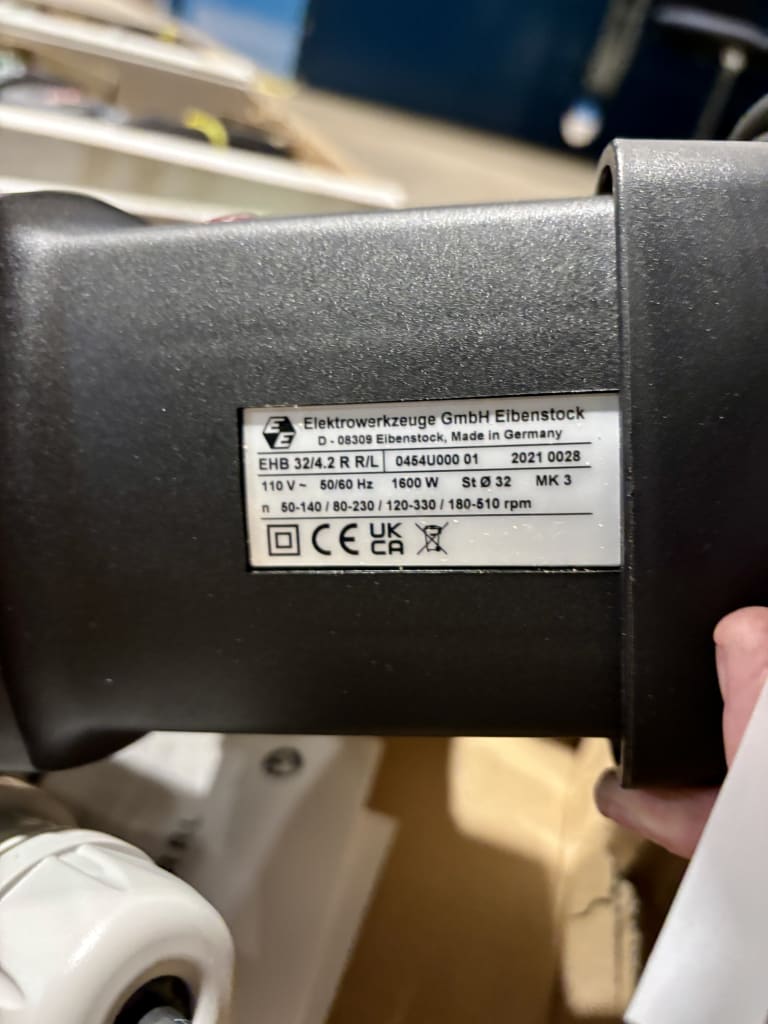 EE Elektrowerkzeuge GmbH Eibenstock
D - 08309 Eibenstock, Made in Germany
EHB 32/4.2 R R/L 0454U000 01 2021 0028
110 V ~ 50/60 Hz 1600 W St Ø 32 MK 3
n 50-140 / 80-230 / 120-330 / 180-510 rpm
CE UK CA